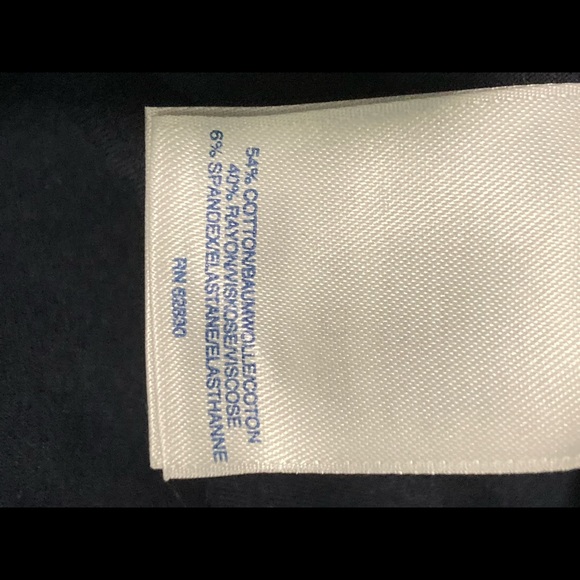 54% COTTON/BAUMWOLLE/COTON
40% RAYON/VISKOSE/VISCOSE
6% SPANDEX/ELASTANE/ELASTHANNE
RN 52830